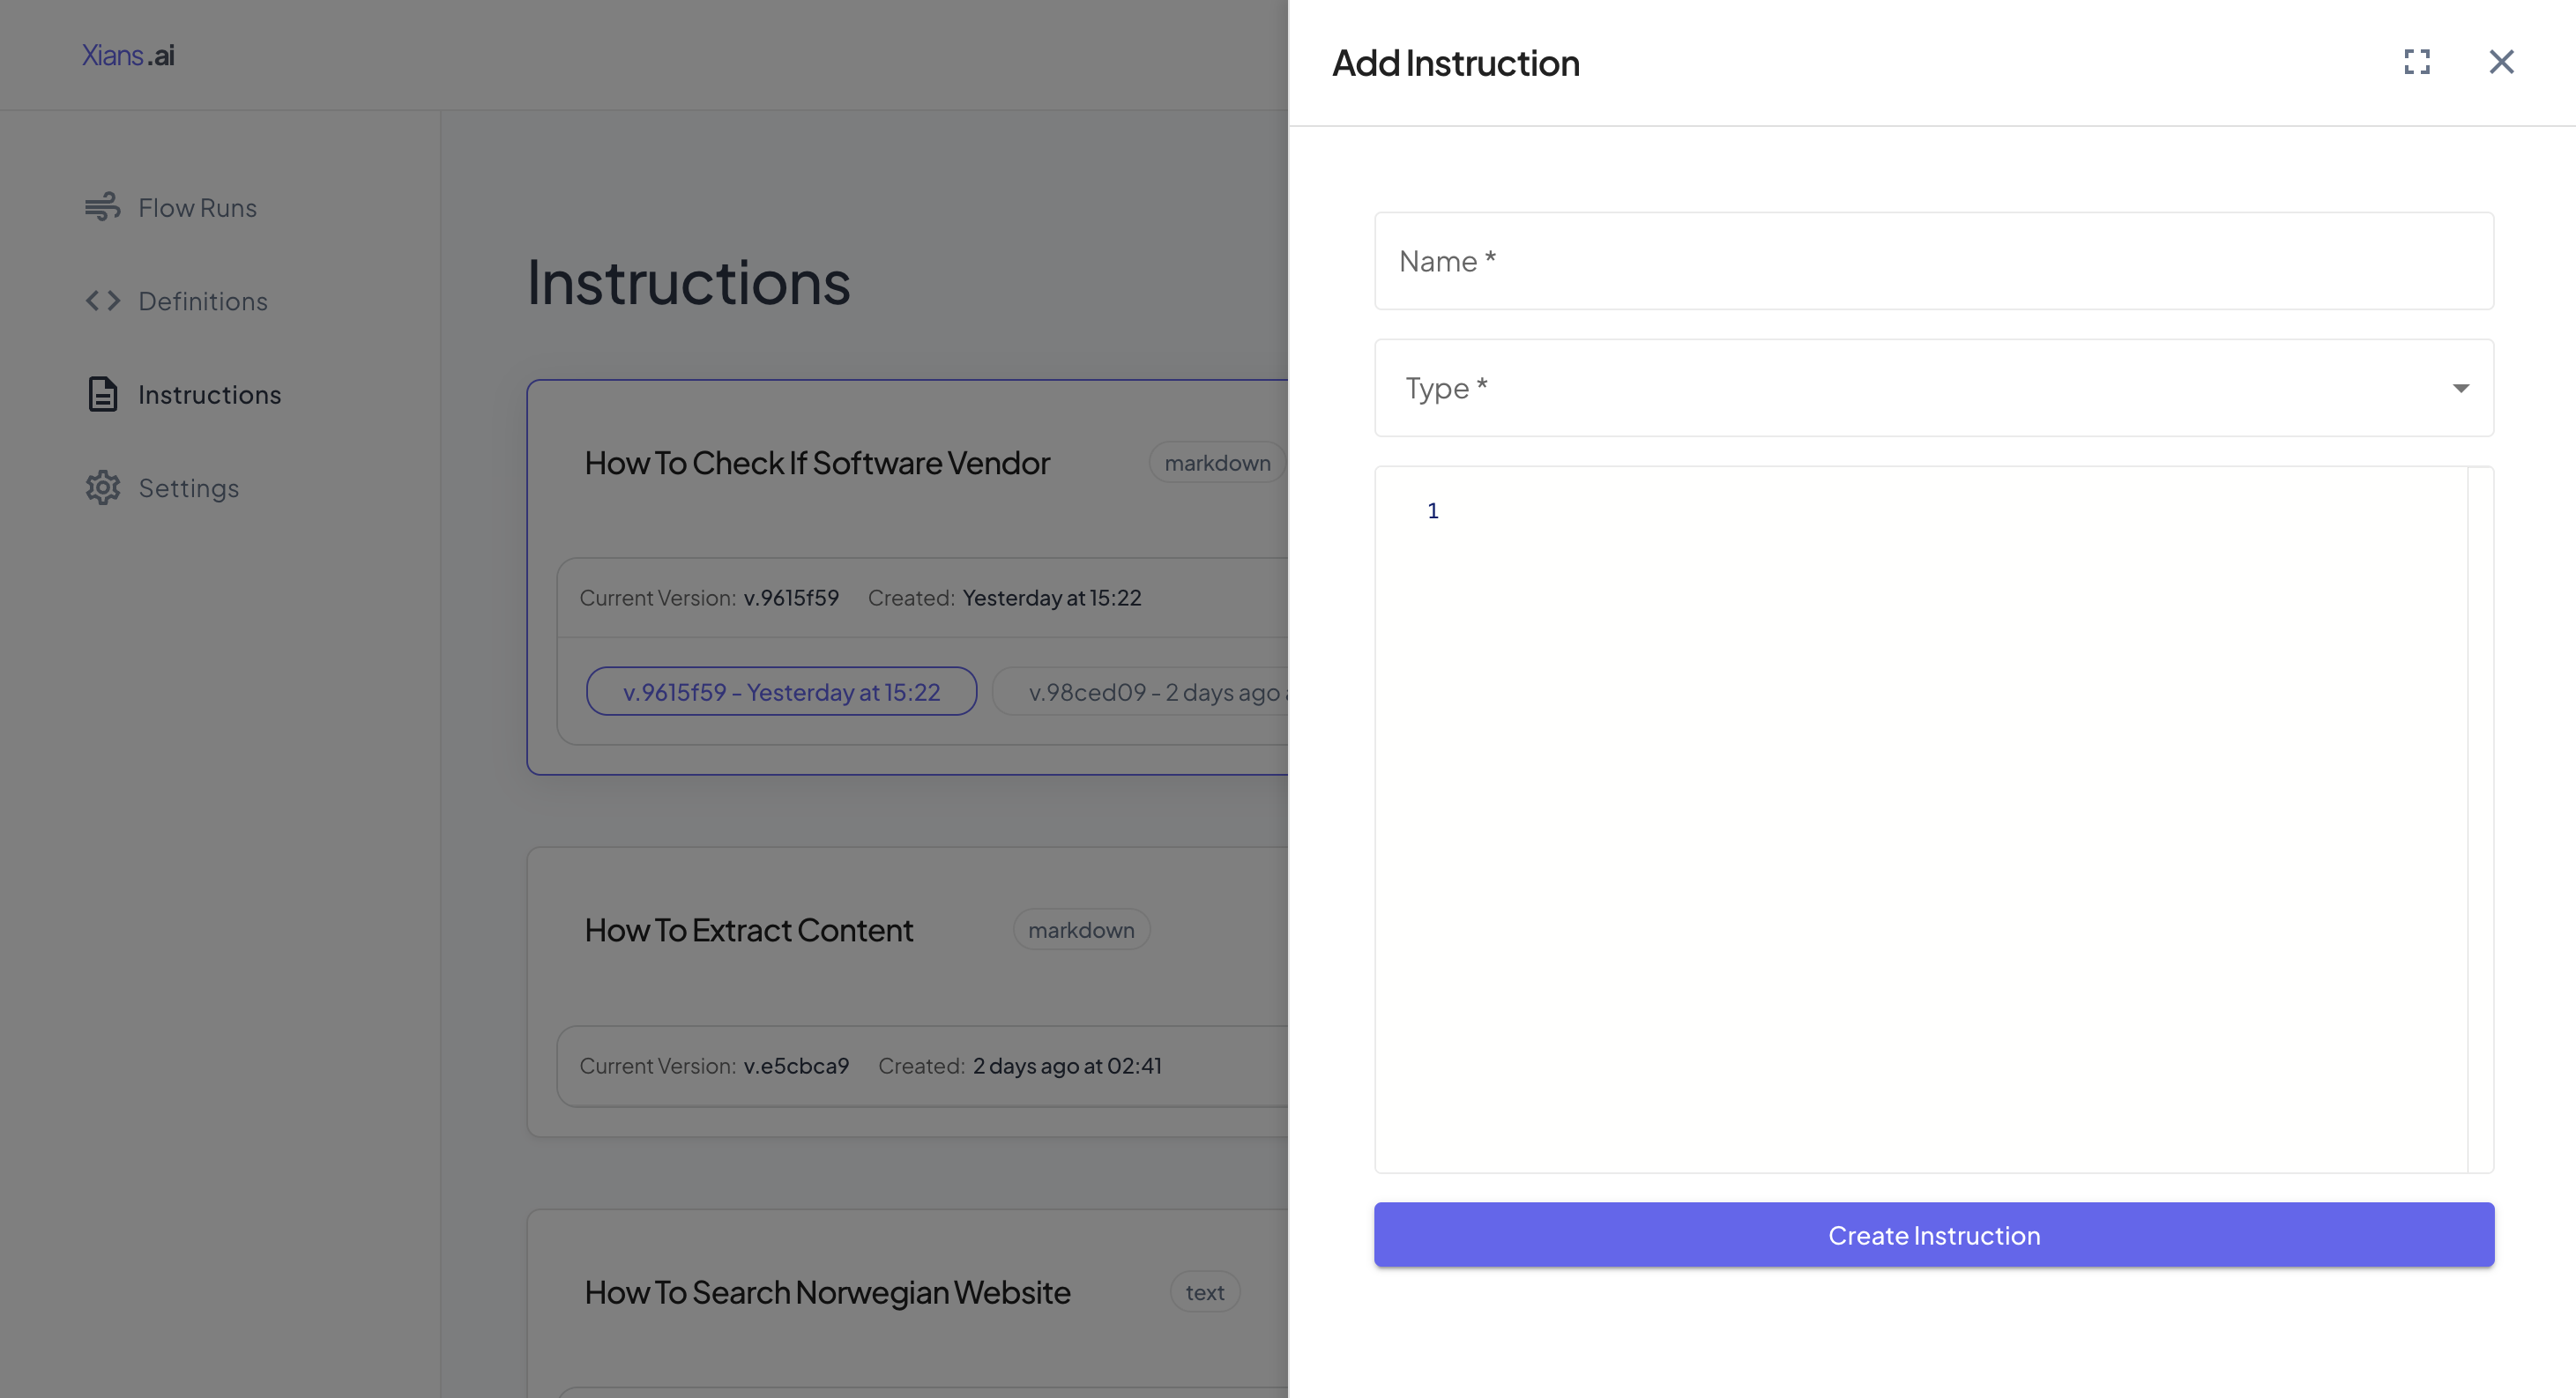 Xians.ai
Flow Runs
Definitions
Instructions
Settings
Instructions
How To Check If Software Vendor
markdown
Current Version: v.9615f59 Created: Yesterday at 15:22
v.9615f59 - Yesterday at 15:22
v.98ced09 - 2 days ago
How To Extract Content
markdown
Current Version: v.e5cbca9 Created: 2 days ago at 02:41
How To Search Norwegian Website
text
Add Instruction
Name *
Type *
1
Create Instruction